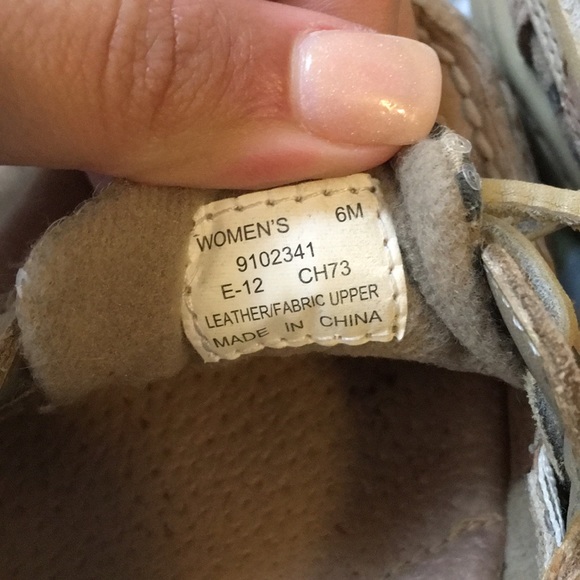 WOMEN'S 6M
9102341
E-12 CH73
LEATHER/FABRIC UPPER
MADE IN CHINA